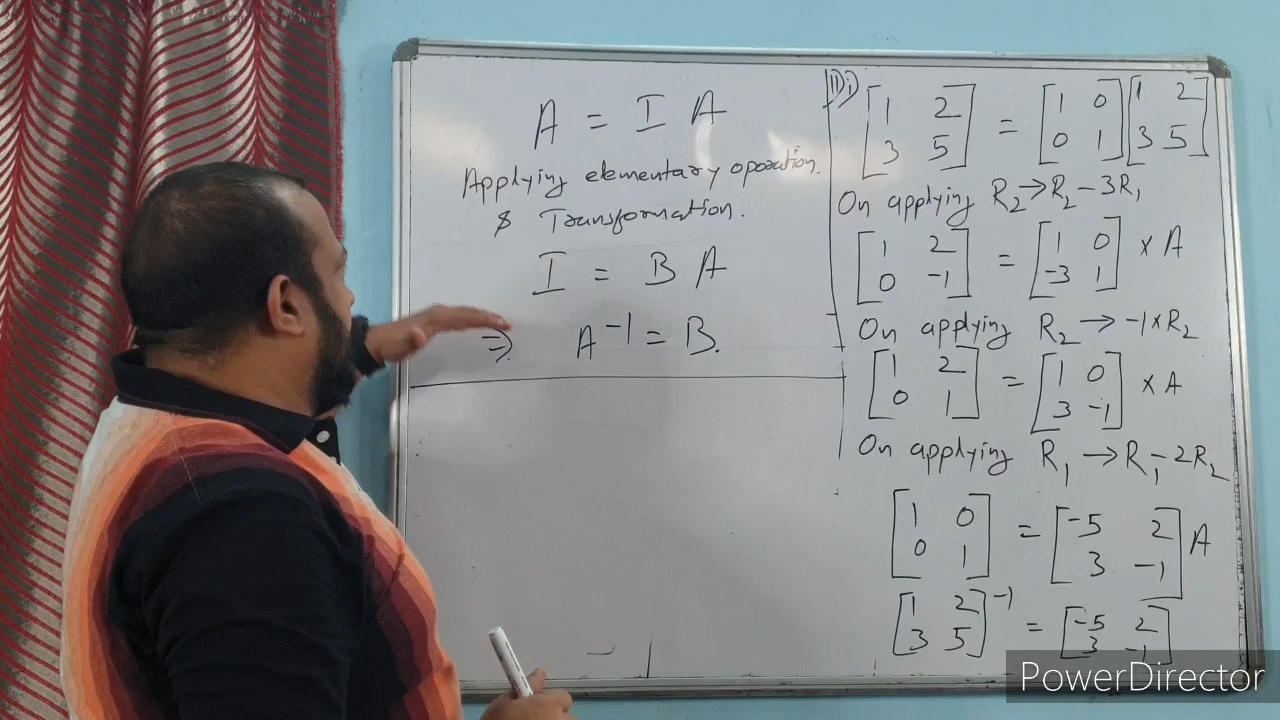 A = I A
Applying elementary operation.
& Transformation.
I = B A
⇒ A⁻¹ = B.
11) i) [1 2; 3 5] = [1 0; 0 1] [1 2; 3 5]
On applying R₂ → R₂ - 3R₁
[1 2; 0 -1] = [1 0; -3 1] × A
On applying R₂ → -1 × R₂
[1 2; 0 1] = [1 0; 3 -1] × A
On applying R₁ → R₁ - 2R₂
[1 0; 0 1] = [-5 2; 3 -1] A
[1 2; 3 5]⁻¹ = [-5 2; 3 -1]
PowerDirector